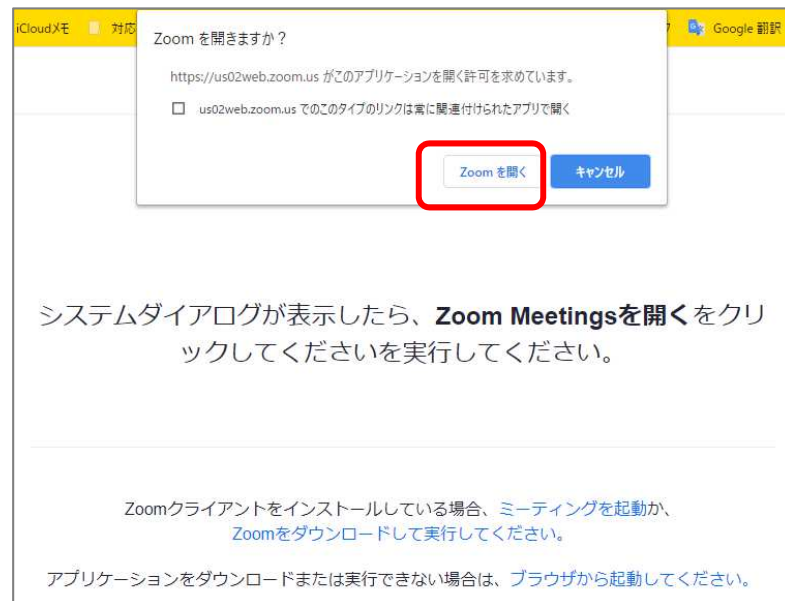 iCloudメモ 対応
Google 翻訳
Zoom を開きますか？
https://us02web.zoom.us がこのアプリケーションを開く許可を求めています。
us02web.zoom.us でのこのタイプのリンクは常に関連付けられたアプリで開く
Zoom を開く キャンセル
システムダイアログが表示したら、Zoom Meetingsを開くをクリ
ックしてくださいを実行してください。
Zoomクライアントをインストールしている場合、ミーティングを起動か、
Zoomをダウンロードして実行してください。
アプリケーションをダウンロードまたは実行できない場合は、ブラウザから起動してください。